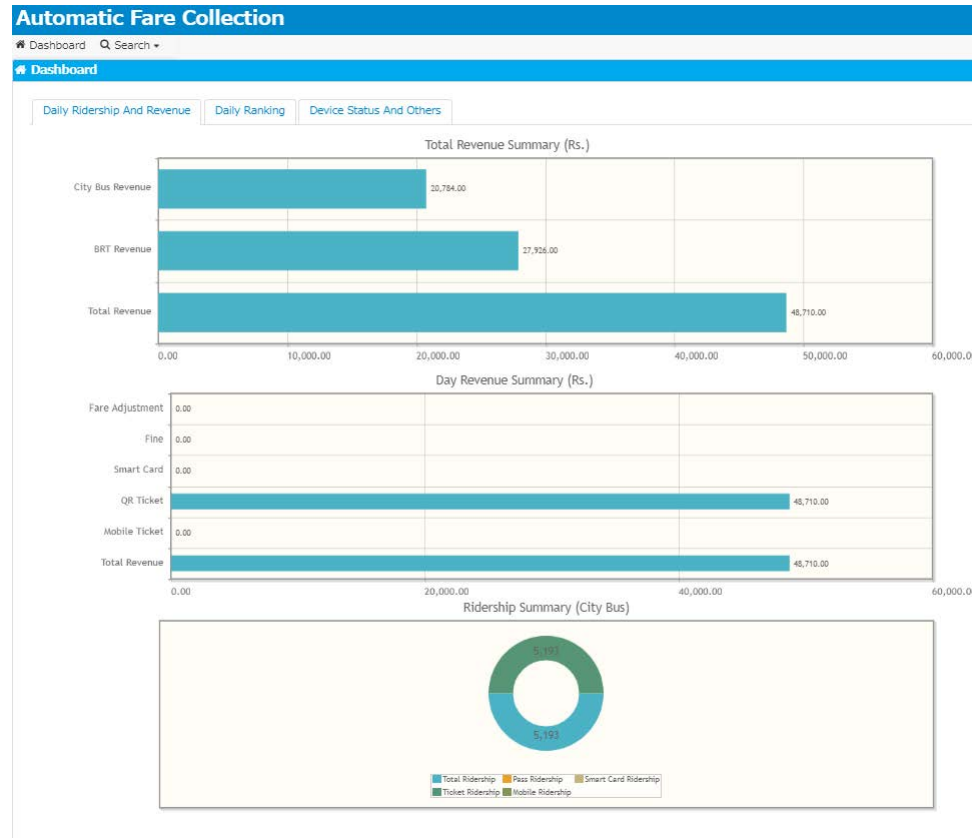 Automatic Fare Collection
Dashboard Search
Dashboard
Daily Ridership And Revenue Daily Ranking Device Status And Others
Total Revenue Summary (Rs.)
City Bus Revenue 20,784.00
BRT Revenue 27,926.00
Total Revenue 48,710.00
0.00 10,000.00 20,000.00 30,000.00 40,000.00 50,000.00 60,000.0
Day Revenue Summary (Rs.)
Fare Adjustment 0.00
Fine 0.00
Smart Card 0.00
QR Ticket 48,710.00
Mobile Ticket 0.00
Total Revenue 48,710.00
0.00 20,000.00 40,000.00 60,000.00
Ridership Summary (City Bus)
5,193
5,193
Total Ridership Pass Ridership Smart Card Ridership
Ticket Ridership Mobile Ridership